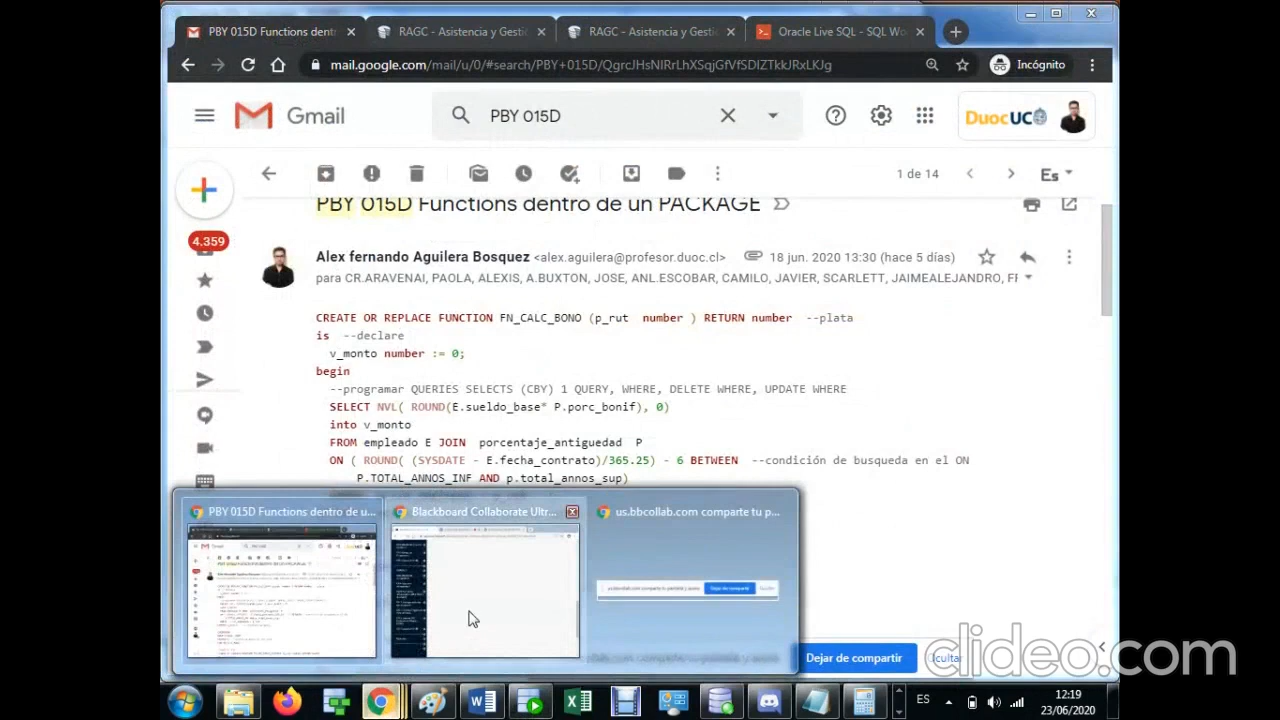 PBY 015D Functions dentr
RAGC - Asistencia y Gesti
RAGC - Asistencia y Gesti
Oracle Live SQL - SQL Wo
mail.google.com/mail/u/0/#search/PBY+015D/QgrcJHsNIRrLhXSqjGfVfSDIZTkkJRxLKJg
Incógnito
Gmail
PBY 015D
DuocUC
1 de 14
Es
PBY 015D Functions dentro de un PACKAGE
4.359
Alex fernando Aguilera Bosquez <alex.aguilera@profesor.duoc.cl>
18 jun. 2020 13:30 (hace 5 días)
para CR.ARAVENAI, PAOLA, ALEXIS, A.BUXTON, JOSE, ANL.ESCOBAR, CAMILO, JAVIER, SCARLETT, JAIMEALEJANDRO, FF
CREATE OR REPLACE FUNCTION FN_CALC_BONO (p_rut number ) RETURN number --plata
is --declare
v_monto number := 0;
begin
--programar QUERIES SELECTS (CBY) 1 QUERY, WHERE, DELETE WHERE, UPDATE WHERE
SELECT NVL( ROUND(E.sueldo_base* P.porc_bonif), 0)
into v_monto
FROM empleado E JOIN porcentaje_antiguedad P
ON ( ROUND( (SYSDATE - E.fecha_contrato)/365.25) - 6 BETWEEN --condición de busqueda en el ON
P.TOTAL_ANNOS_INF AND p.total_annos_sup)
PBY 015D Functions dentro de u...
Blackboard Collaborate Ultr...
us.bbcollab.com comparte tu p...
Dejar de compartir
Ocultar
clideo.com
ES
12:19
23/06/2020